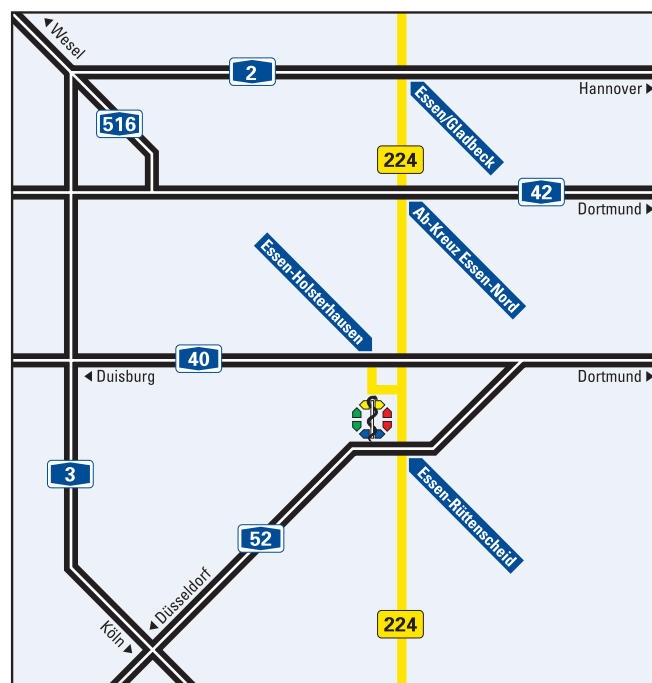 Wesel
2
Hannover
516
Essen/Gladbeck
224
42
Dortmund
Ab-Kreuz Essen-Nord
Essen-Holsterhausen
40
Duisburg
Dortmund
3
Essen-Rüttenscheid
52
Düsseldorf
Köln
224